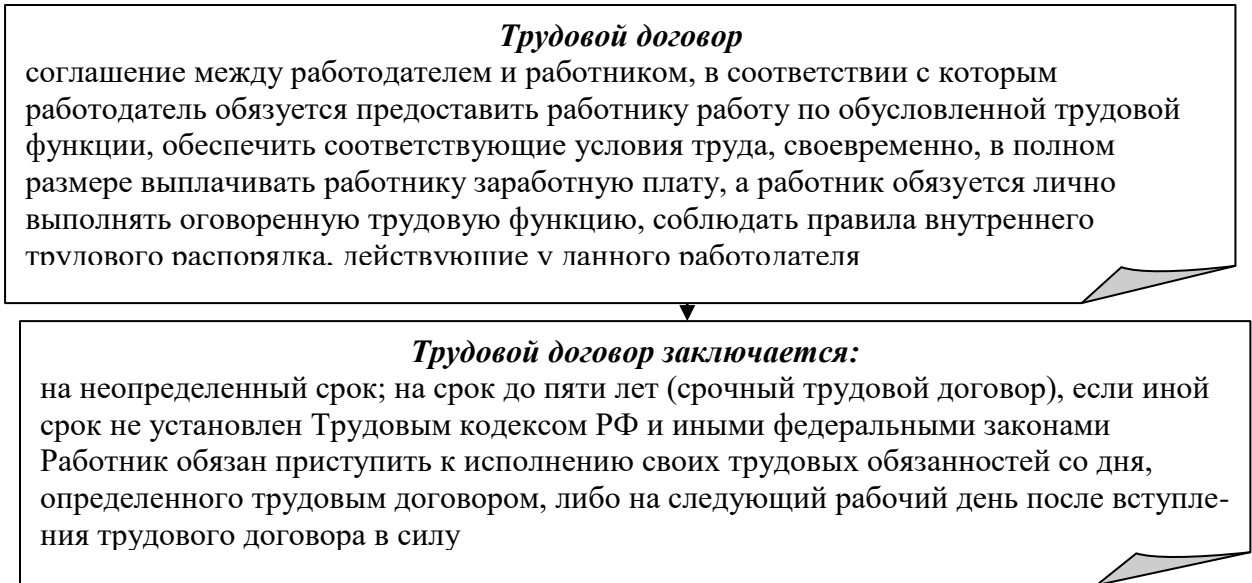 Трудовой договор
соглашение между работодателем и работником, в соответствии с которым
работодатель обязуется предоставить работнику работу по обусловленной трудовой
функции, обеспечить соответствующие условия труда, своевременно, в полном
размере выплачивать работнику заработную плату, а работник обязуется лично
выполнять оговоренную трудовую функцию, соблюдать правила внутреннего
трудового распорядка, действующие у данного работодателя
Трудовой договор заключается:
на неопределенный срок; на срок до пяти лет (срочный трудовой договор), если иной
срок не установлен Трудовым кодексом РФ и иными федеральными законами
Работник обязан приступить к исполнению своих трудовых обязанностей со дня,
определенного трудовым договором, либо на следующий рабочий день после вступле-
ния трудового договора в силу